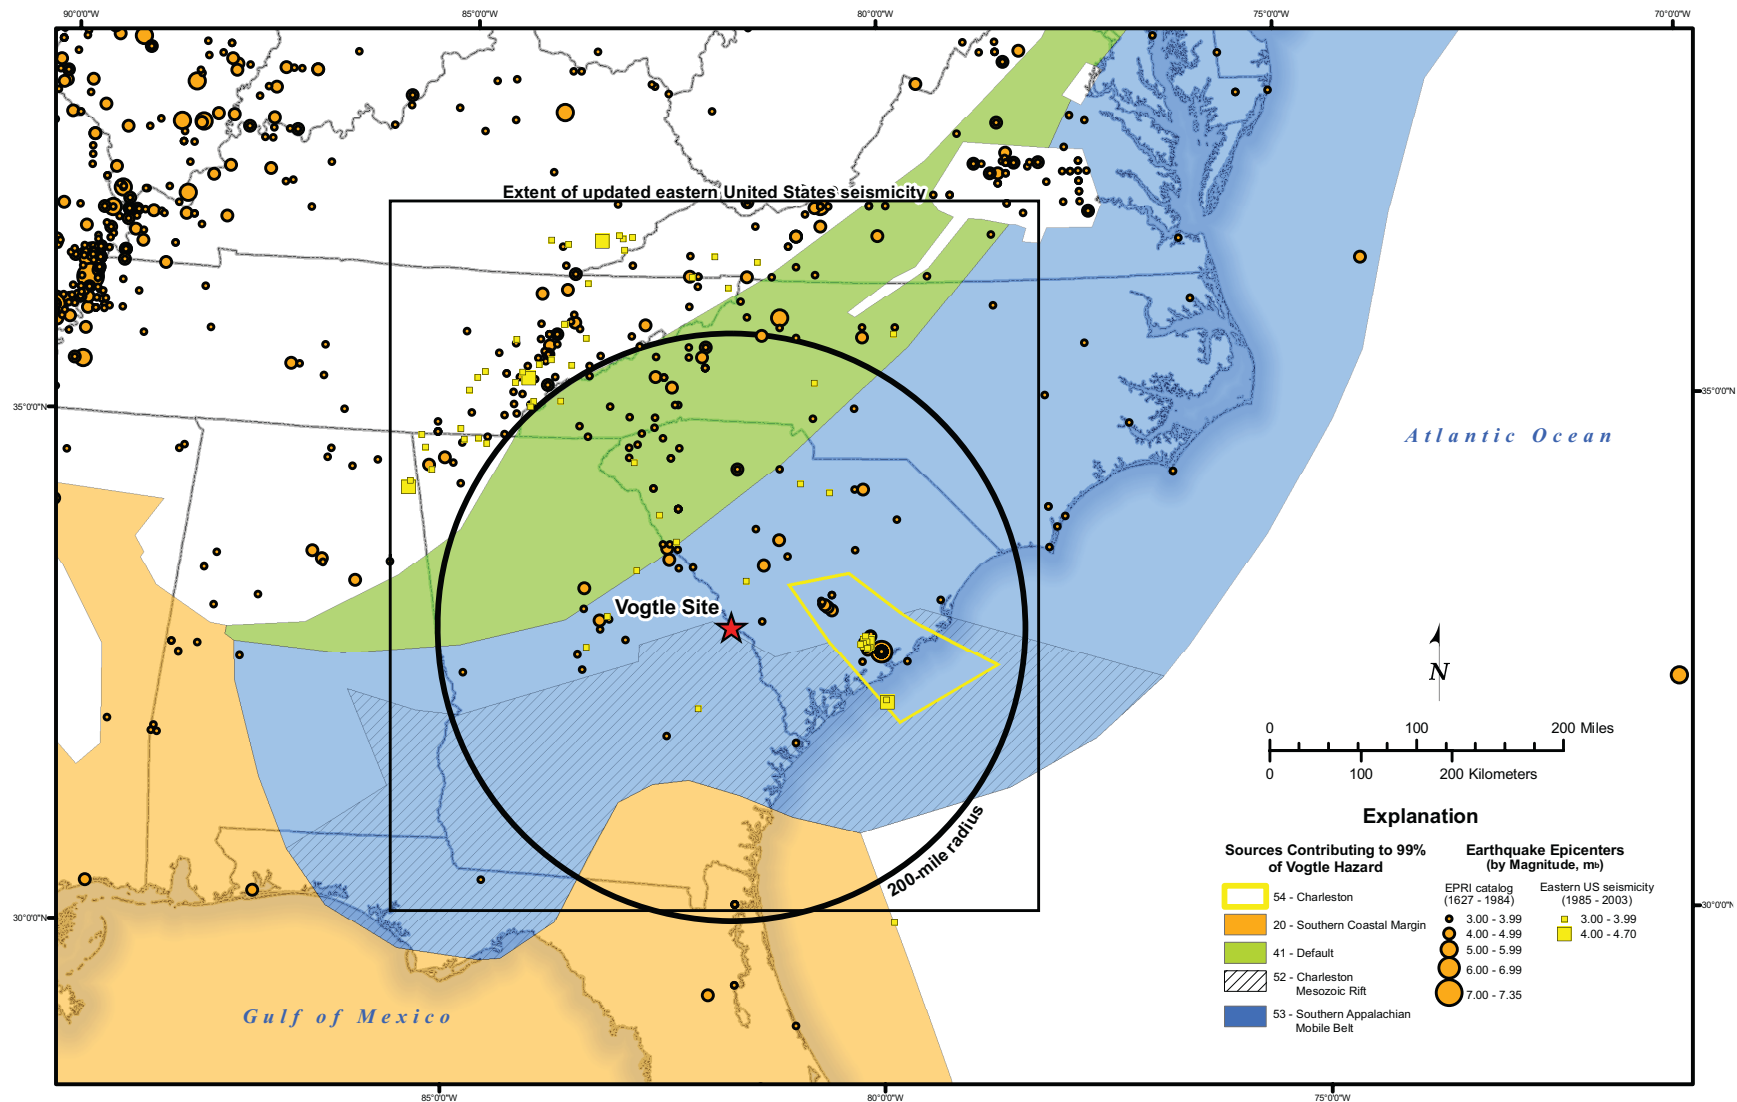 90°0'0"W
85°0'0"W
80°0'0"W
75°0'0"W
70°0'0"W
Extent of updated eastern United States seismicity
35°0'0"N
35°0'0"N
Atlantic Ocean
Vogtle Site
N
0 100 200 Miles
0 100 200 Kilometers
200-mile radius
Explanation
Sources Contributing to 99%
of Vogtle Hazard
54 - Charleston
20 - Southern Coastal Margin
41 - Default
52 - Charleston
Mesozoic Rift
53 - Southern Appalachian
Mobile Belt
Earthquake Epicenters
(by Magnitude, mb)
EPRI catalog
(1627 - 1984)
3.00 - 3.99
4.00 - 4.99
5.00 - 5.99
6.00 - 6.99
7.00 - 7.35
Eastern US seismicity
(1985 - 2003)
3.00 - 3.99
4.00 - 4.70
30°0'0"N
30°0'0"N
Gulf of Mexico
85°0'0"W
80°0'0"W
75°0'0"W